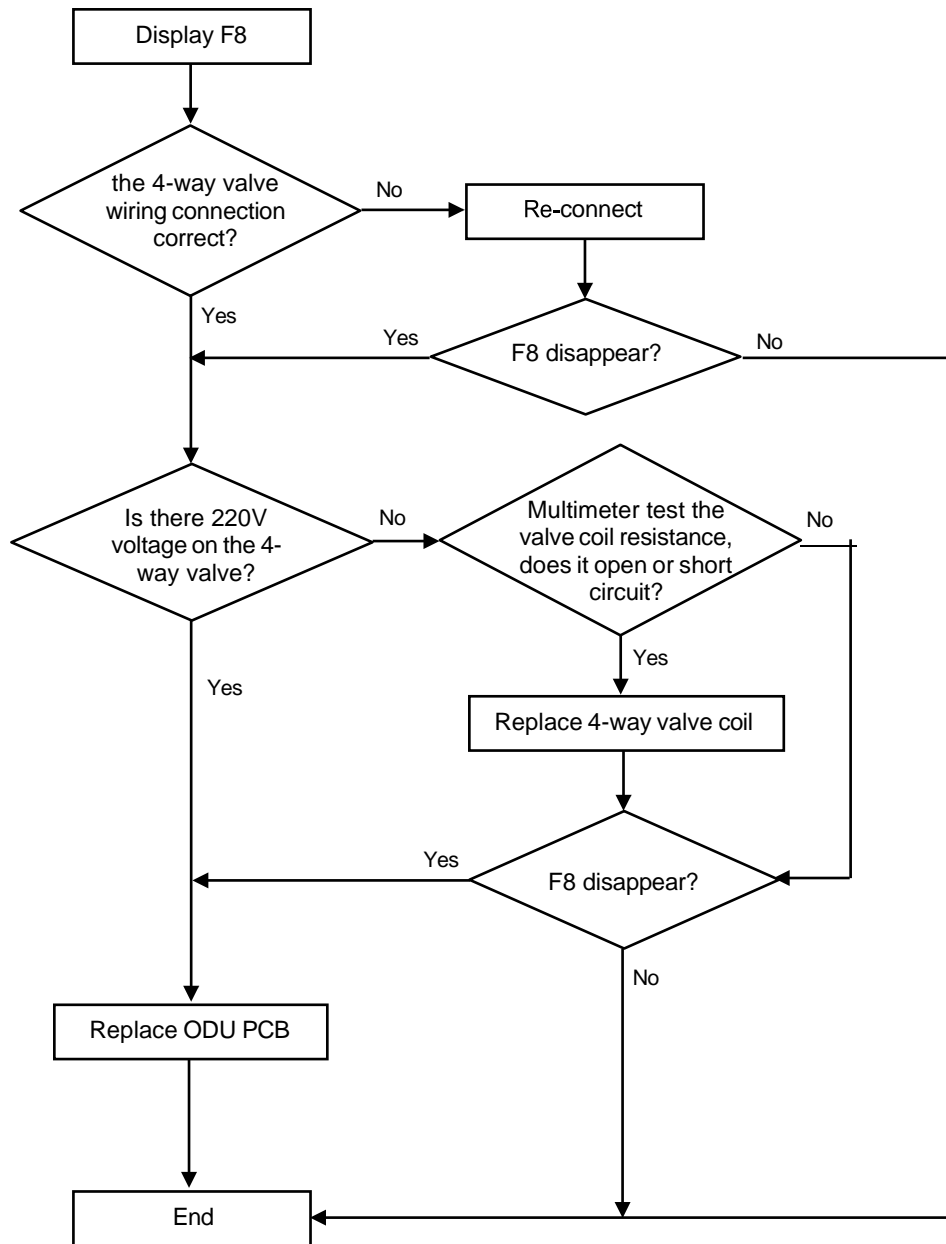 Display F8
the 4-way valve
wiring connection
correct?
No
Re-connect
Yes
Yes
F8 disappear?
No
Is there 220V
voltage on the 4-
way valve?
No
Multimeter test the
valve coil resistance,
does it open or short
circuit?
No
Yes
Yes
Replace 4-way valve coil
Yes
F8 disappear?
No
Replace ODU PCB
End